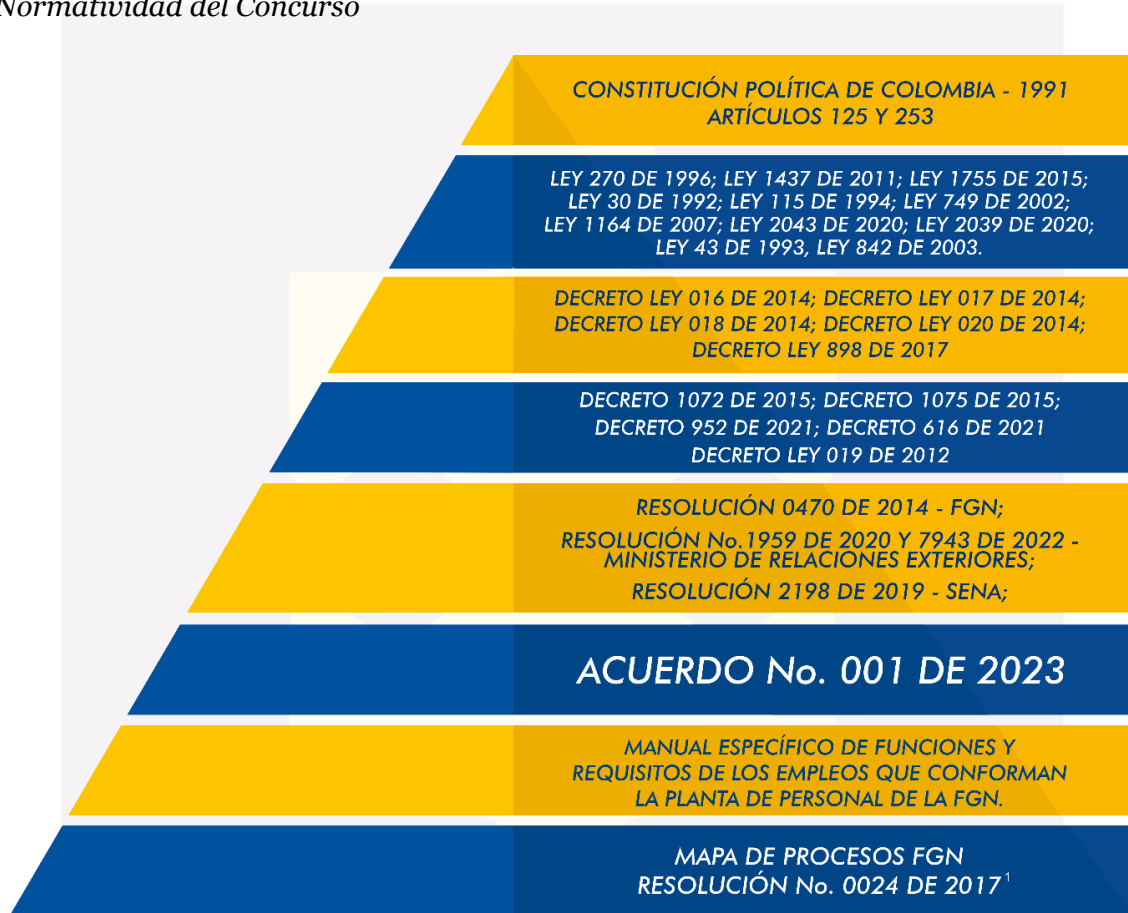 Normatividad del Concurso
CONSTITUCIÓN POLÍTICA DE COLOMBIA - 1991
ARTÍCULOS 125 Y 253
LEY 270 DE 1996; LEY 1437 DE 2011; LEY 1755 DE 2015;
LEY 30 DE 1992; LEY 115 DE 1994; LEY 749 DE 2002;
LEY 1164 DE 2007; LEY 2043 DE 2020; LEY 2039 DE 2020;
LEY 43 DE 1993, LEY 842 DE 2003.
DECRETO LEY 016 DE 2014; DECRETO LEY 017 DE 2014;
DECRETO LEY 018 DE 2014; DECRETO LEY 020 DE 2014;
DECRETO LEY 898 DE 2017
DECRETO 1072 DE 2015; DECRETO 1075 DE 2015;
DECRETO 952 DE 2021; DECRETO 616 DE 2021
DECRETO LEY 019 DE 2012
RESOLUCIÓN 0470 DE 2014 - FGN;
RESOLUCIÓN No.1959 DE 2020 Y 7943 DE 2022 -
MINISTERIO DE RELACIONES EXTERIORES;
RESOLUCIÓN 2198 DE 2019 - SENA;
ACUERDO No. 001 DE 2023
MANUAL ESPECÍFICO DE FUNCIONES Y
REQUISITOS DE LOS EMPLEOS QUE CONFORMAN
LA PLANTA DE PERSONAL DE LA FGN.
MAPA DE PROCESOS FGN
RESOLUCIÓN No. 0024 DE 2017¹